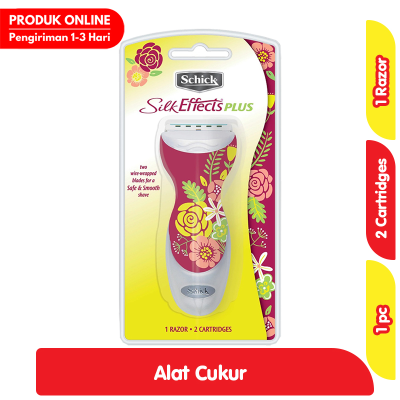 PRODUK ONLINE
Pengiriman 1-3 Hari
Schick
Silk Effects PLUS
two
wire-wrapped
blades for a
Safe & Smooth
shave
Schick
1 RAZOR • 2 CARTRIDGES
1 Razor
2 Cartridges
1 pc
Alat Cukur